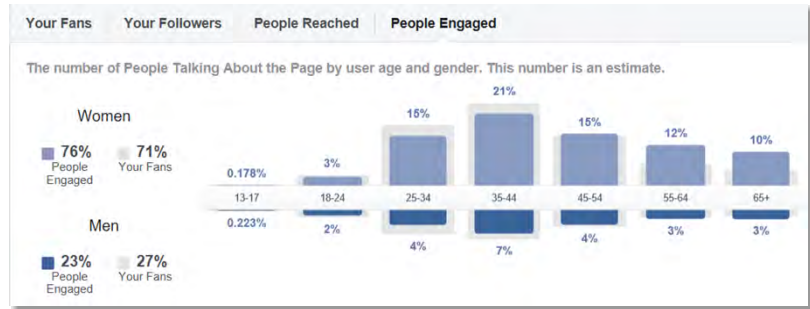 Your Fans Your Followers People Reached People Engaged
The number of People Talking About the Page by user age and gender. This number is an estimate.
Women
76% 71%
People Engaged Your Fans
0.178% 3% 15% 21% 15% 12% 10%
13-17 18-24 25-34 35-44 45-54 55-64 65+
0.223% 2% 4% 7% 4% 3% 3%
Men
23% 27%
People Engaged Your Fans